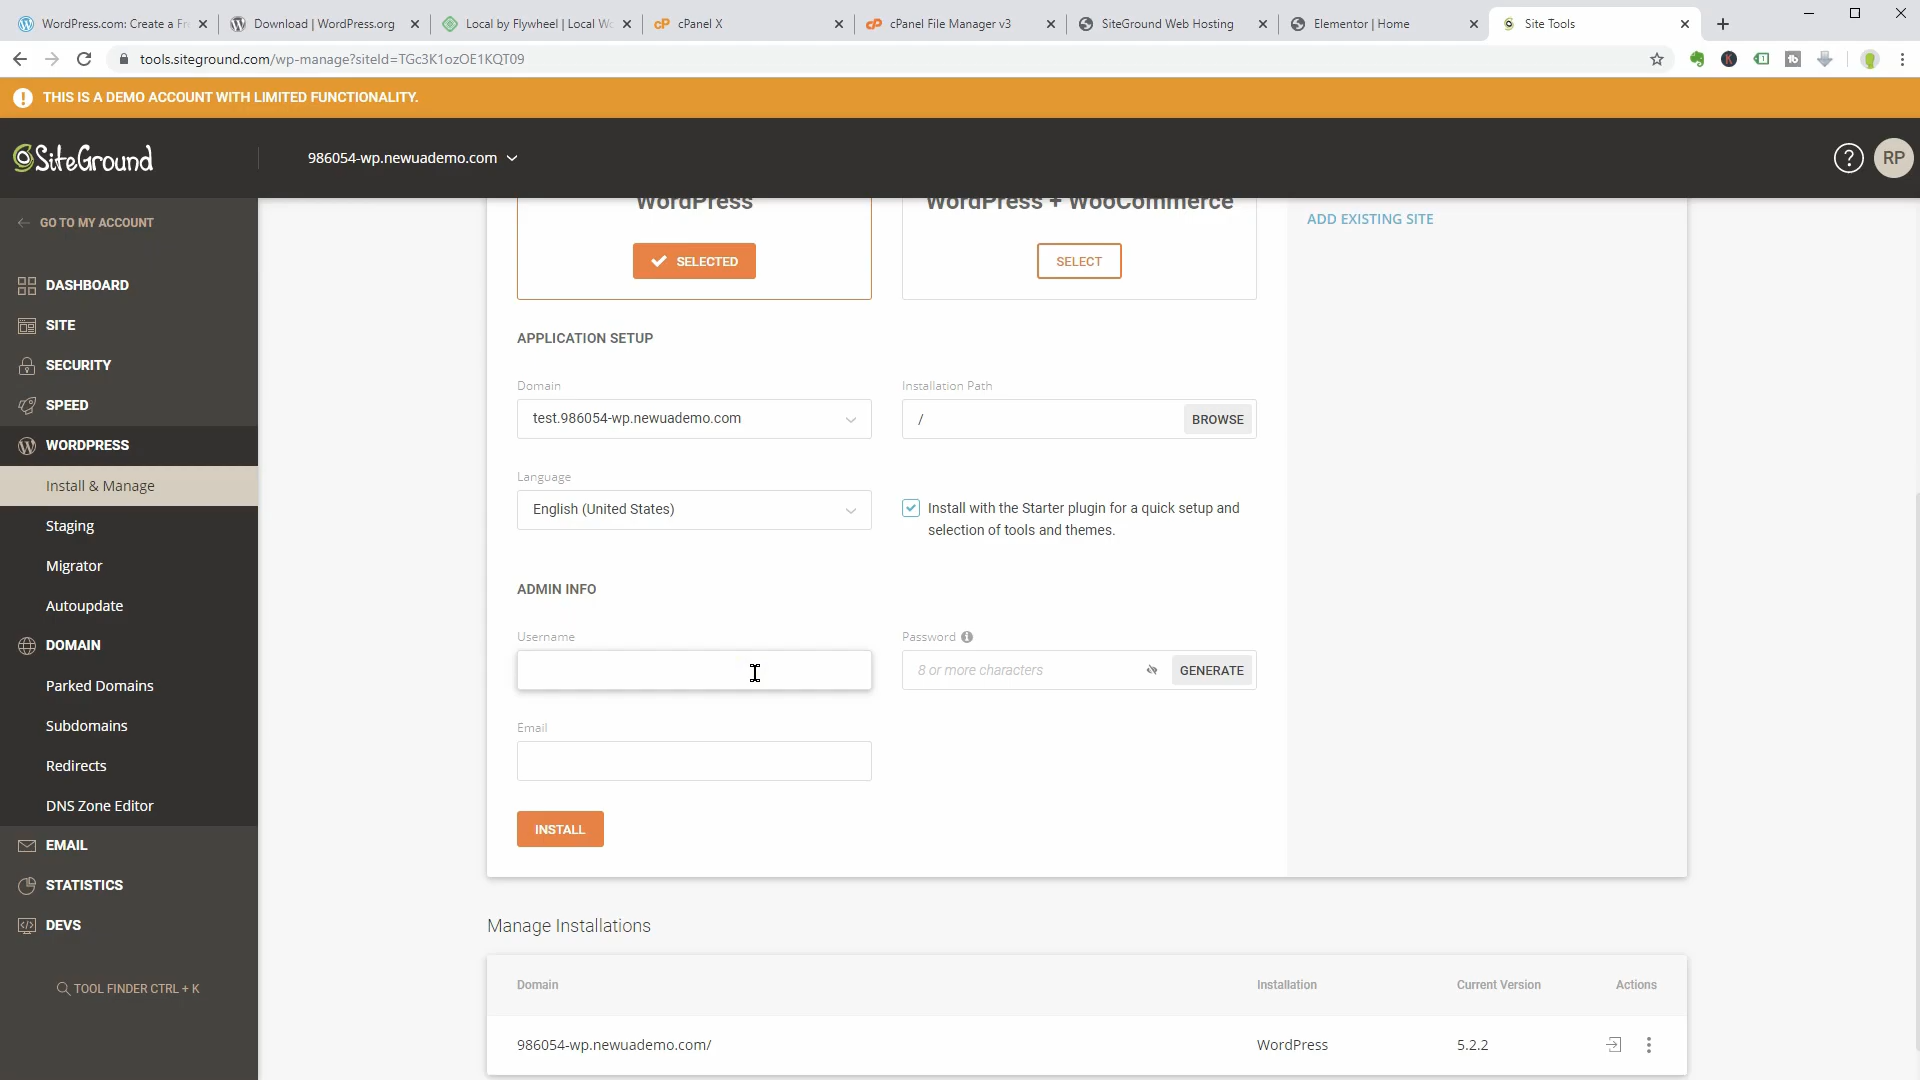 WordPress.com: Create a Fr
Download | WordPress.org
Local by Flywheel | Local Wo
cPanel X
cPanel File Manager v3
SiteGround Web Hosting
Elementor | Home
Site Tools
tools.siteground.com/wp-manage?siteId=TGc3K1ozOE1KQT09
THIS IS A DEMO ACCOUNT WITH LIMITED FUNCTIONALITY.
SiteGround
986054-wp.newuademo.com
?
RP
GO TO MY ACCOUNT
DASHBOARD
SITE
SECURITY
SPEED
WORDPRESS
Install & Manage
Staging
Migrator
Autoupdate
DOMAIN
Parked Domains
Subdomains
Redirects
DNS Zone Editor
EMAIL
STATISTICS
DEVS
TOOL FINDER CTRL + K
WordPress
WordPress + WooCommerce
SELECTED
SELECT
ADD EXISTING SITE
APPLICATION SETUP
Domain
Installation Path
test.986054-wp.newuademo.com
/
BROWSE
Language
English (United States)
Install with the Starter plugin for a quick setup and
selection of tools and themes.
ADMIN INFO
Username
Password
8 or more characters
GENERATE
Email
INSTALL
Manage Installations
Domain
Installation
Current Version
Actions
986054-wp.newuademo.com/
WordPress
5.2.2